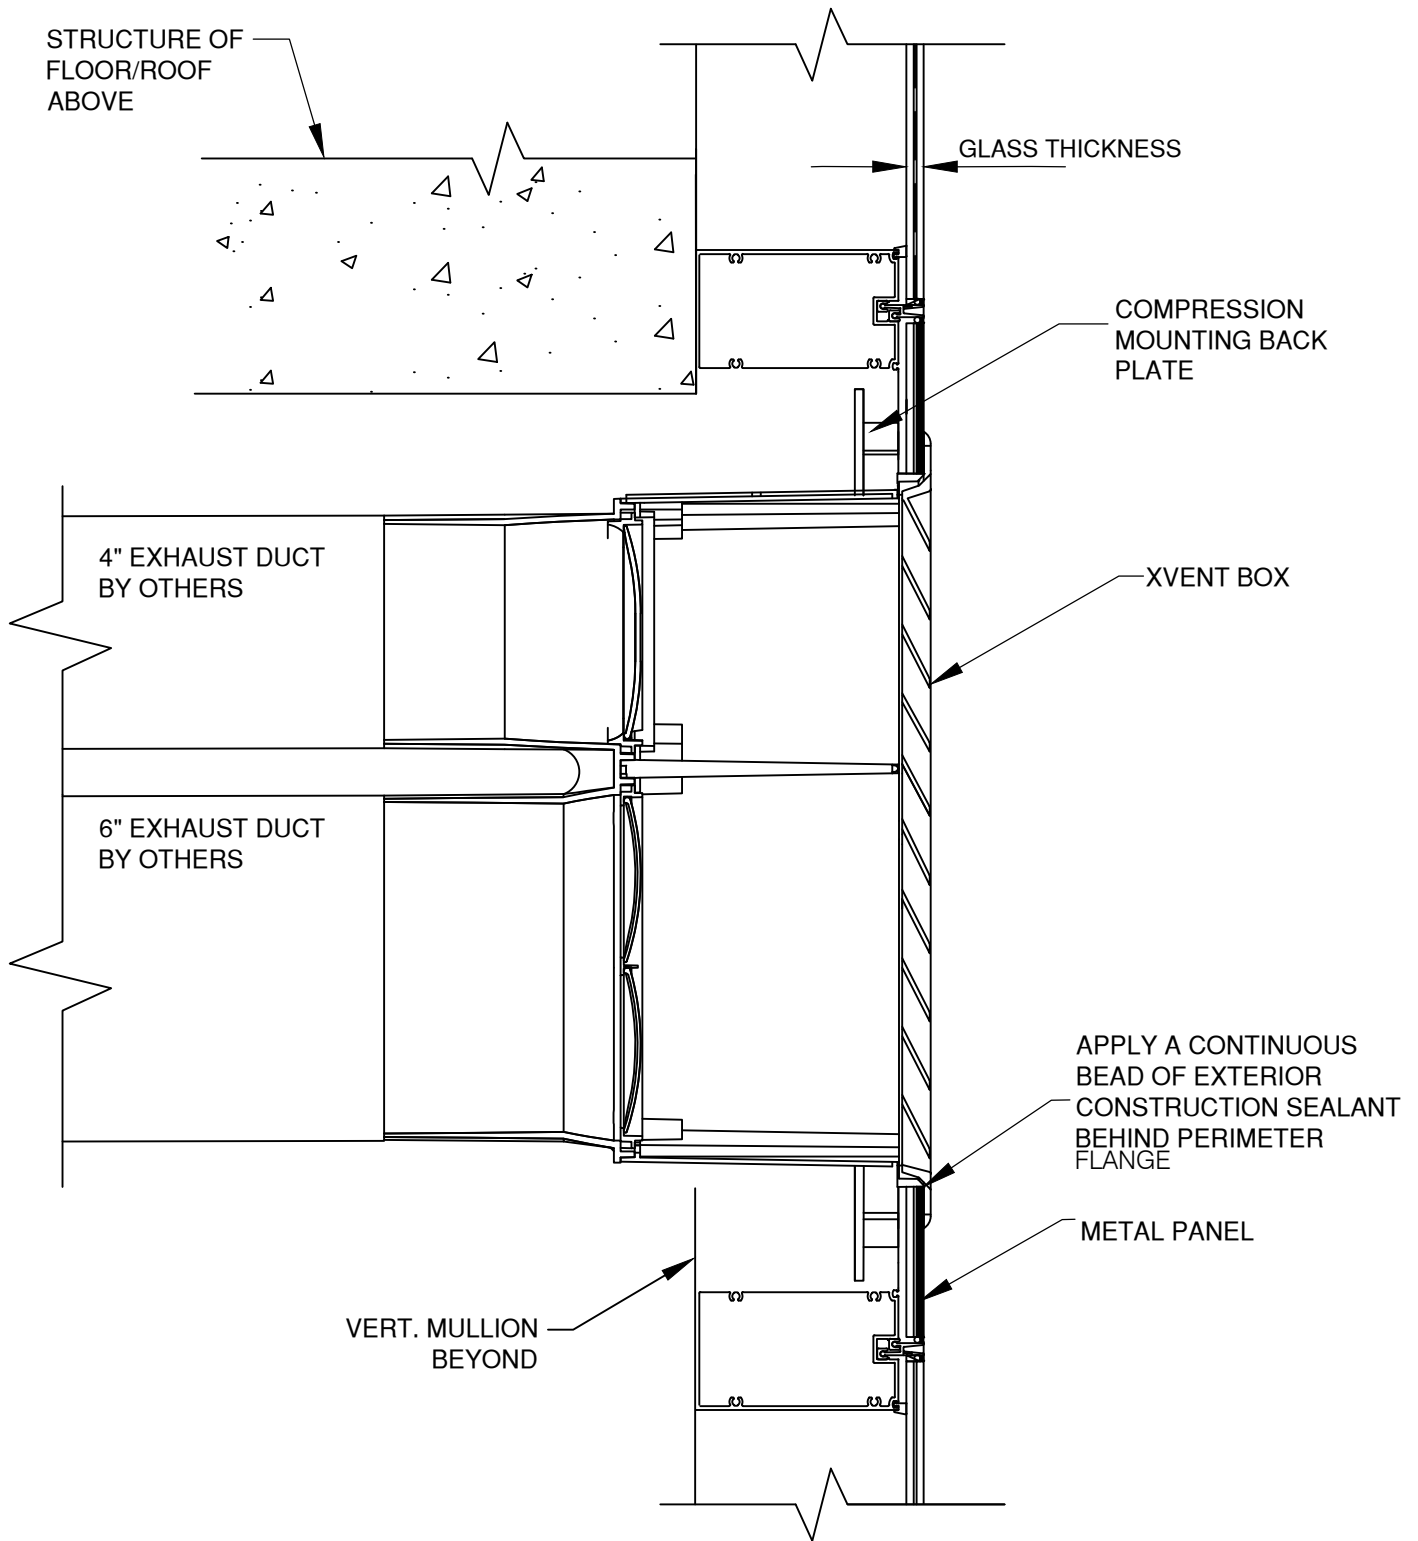 STRUCTURE OF
FLOOR/ROOF
ABOVE
GLASS THICKNESS
COMPRESSION
MOUNTING BACK
PLATE
4" EXHAUST DUCT
BY OTHERS
XVENT BOX
6" EXHAUST DUCT
BY OTHERS
APPLY A CONTINUOUS
BEAD OF EXTERIOR
CONSTRUCTION SEALANT
BEHIND PERIMETER
FLANGE
METAL PANEL
VERT. MULLION
BEYOND